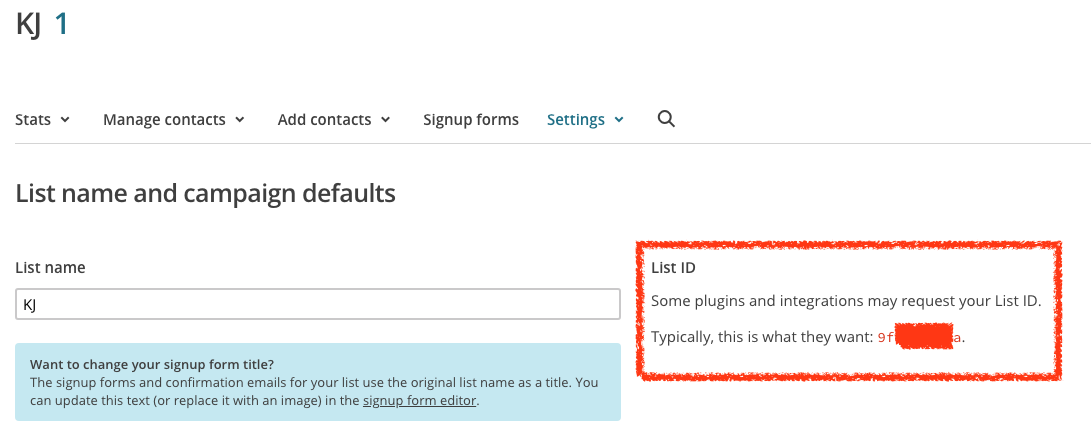 KJ 1
Stats Manage contacts Add contacts Signup forms Settings
List name and campaign defaults
List name
KJ
Want to change your signup form title?
The signup forms and confirmation emails for your list use the original list name as a title. You
can update this text (or replace it with an image) in the signup form editor.
List ID
Some plugins and integrations may request your List ID.
Typically, this is what they want: 9f a.